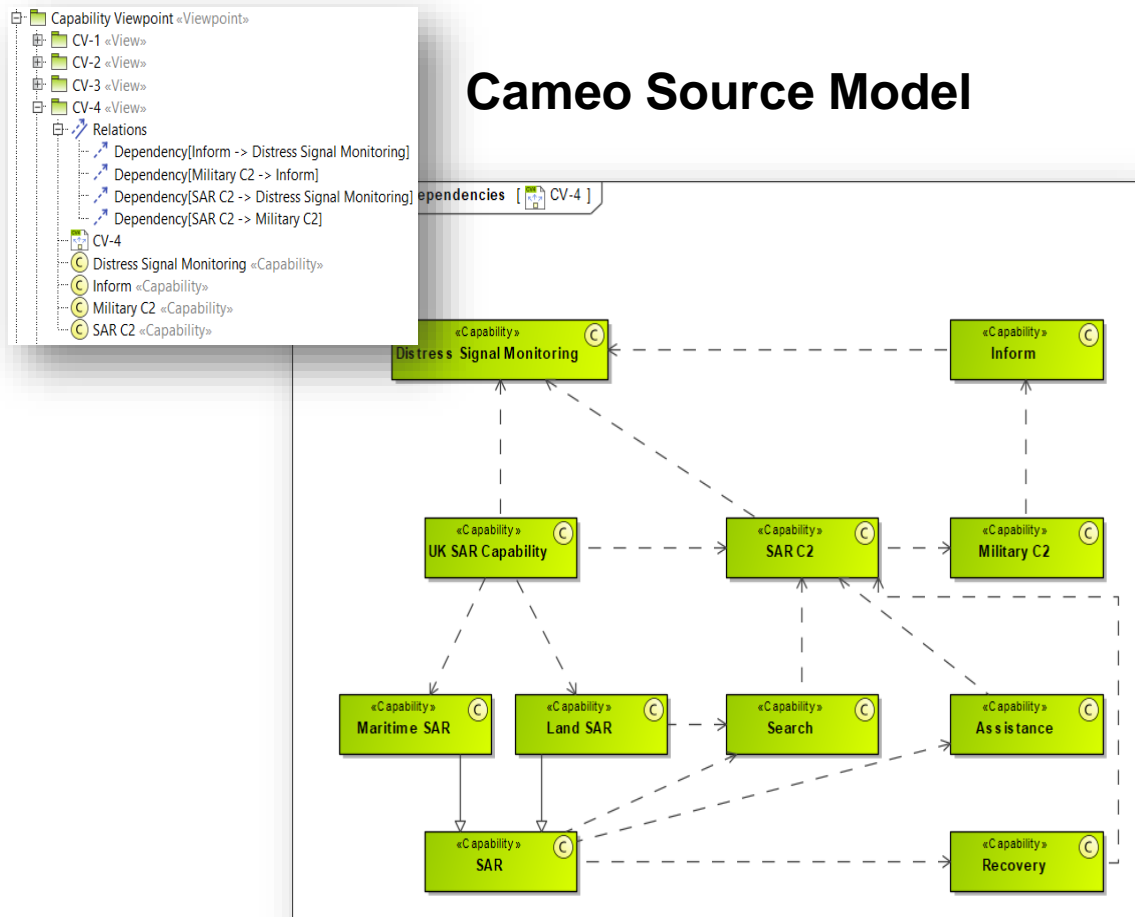 Capability Viewpoint «Viewpoint»
CV-1 «View»
CV-2 «View»
CV-3 «View»
CV-4 «View»
Relations
Dependency[Inform -> Distress Signal Monitoring]
Dependency[Military C2 -> Inform]
Dependency[SAR C2 -> Distress Signal Monitoring]
Dependency[SAR C2 -> Military C2]
CV-4
Distress Signal Monitoring «Capability»
Inform «Capability»
Military C2 «Capability»
SAR C2 «Capability»
Cameo Source Model
ependencies [ CV-4 ]
«Capability» C
Distress Signal Monitoring
«Capability» C
Inform
«Capability» C
UK SAR Capability
«Capability» C
SAR C2
«Capability» C
Military C2
«Capability» C
Maritime SAR
«Capability» C
Land SAR
«Capability» C
Search
«Capability» C
Assistance
«Capability» C
SAR
«Capability» C
Recovery